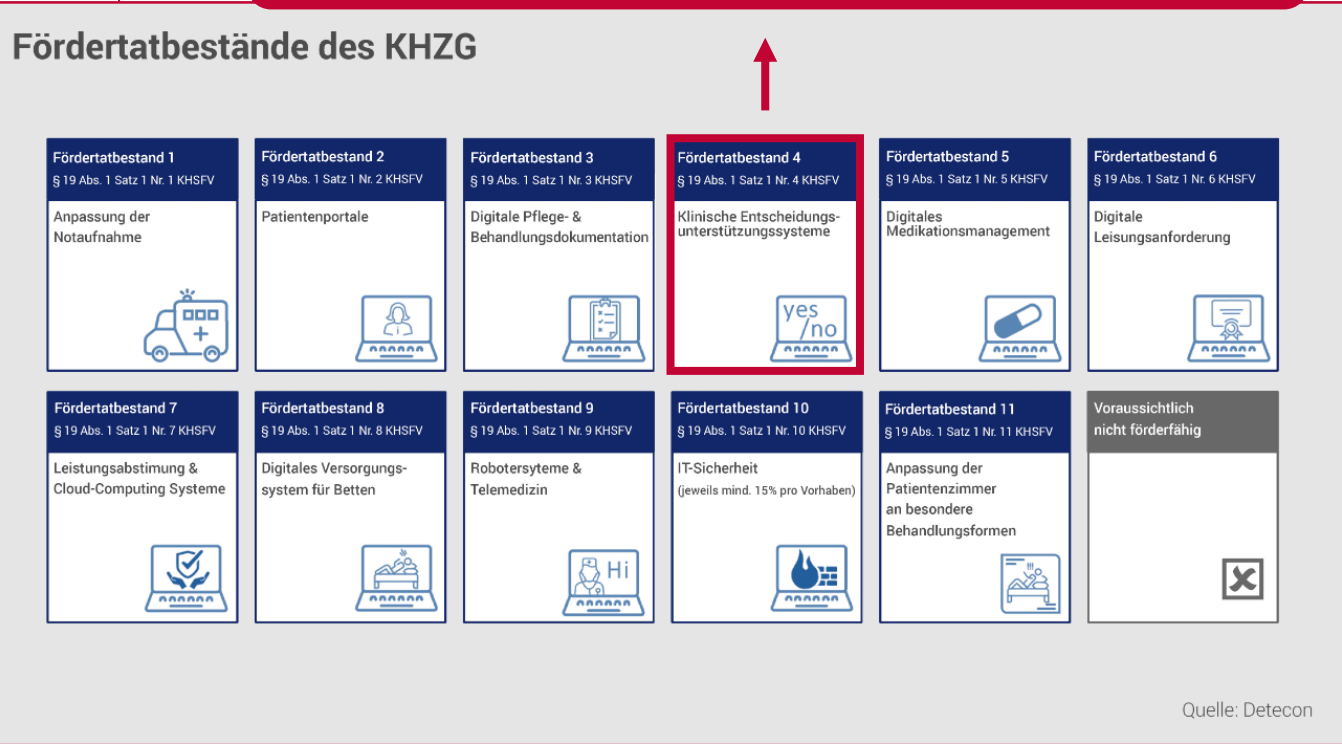 Fördertatbestände des KHZG
Fördertatbestand 1
§ 19 Abs. 1 Satz 1 Nr. 1 KHSFV
Anpassung der
Notaufnahme
Fördertatbestand 2
§ 19 Abs. 1 Satz 1 Nr. 2 KHSFV
Patientenportale
Fördertatbestand 3
§ 19 Abs. 1 Satz 1 Nr. 3 KHSFV
Digitale Pflege- &
Behandlungsdokumentation
Fördertatbestand 4
§ 19 Abs. 1 Satz 1 Nr. 4 KHSFV
Klinische Entscheidungs-
unterstützungssysteme
yes
/no
Fördertatbestand 5
§ 19 Abs. 1 Satz 1 Nr. 5 KHSFV
Digitales
Medikationsmanagement
Fördertatbestand 6
§ 19 Abs. 1 Satz 1 Nr. 6 KHSFV
Digitale
Leisungsanforderung
Fördertatbestand 7
§ 19 Abs. 1 Satz 1 Nr. 7 KHSFV
Leistungsabstimung &
Cloud-Computing Systeme
Fördertatbestand 8
§ 19 Abs. 1 Satz 1 Nr. 8 KHSFV
Digitales Versorgungs-
system für Betten
Fördertatbestand 9
§ 19 Abs. 1 Satz 1 Nr. 9 KHSFV
Robotersyteme &
Telemedizin
Hi
Fördertatbestand 10
§ 19 Abs. 1 Satz 1 Nr. 10 KHSFV
IT-Sicherheit
(jeweils mind. 15% pro Vorhaben)
Fördertatbestand 11
§ 19 Abs. 1 Satz 1 Nr. 11 KHSFV
Anpassung der
Patientenzimmer
an besondere
Behandlungsformen
Voraussichtlich
nicht förderfähig
Quelle: Detecon